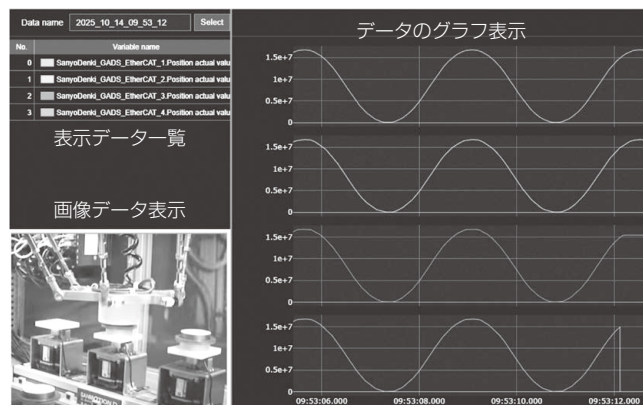 Data name 2025_10_14_09_53_12 Select
No. Variable name
0 SanyoDenki_GADS_EtherCAT_1.Position actual valu
1 SanyoDenki_GADS_EtherCAT_2.Position actual valu
2 SanyoDenki_GADS_EtherCAT_3.Position actual valu
3 SanyoDenki_GADS_EtherCAT_4.Position actual valu
表示データ一覧
画像データ表示
SANMOTION
データのグラフ表示
1.5e+7
1e+7
0.5e+7
0
1.5e+7
1e+7
0.5e+7
0
1.5e+7
1e+7
0.5e+7
0
1.5e+7
1e+7
0.5e+7
0
09:53:06.000 09:53:08.000 09:53:10.000 09:53:12.000